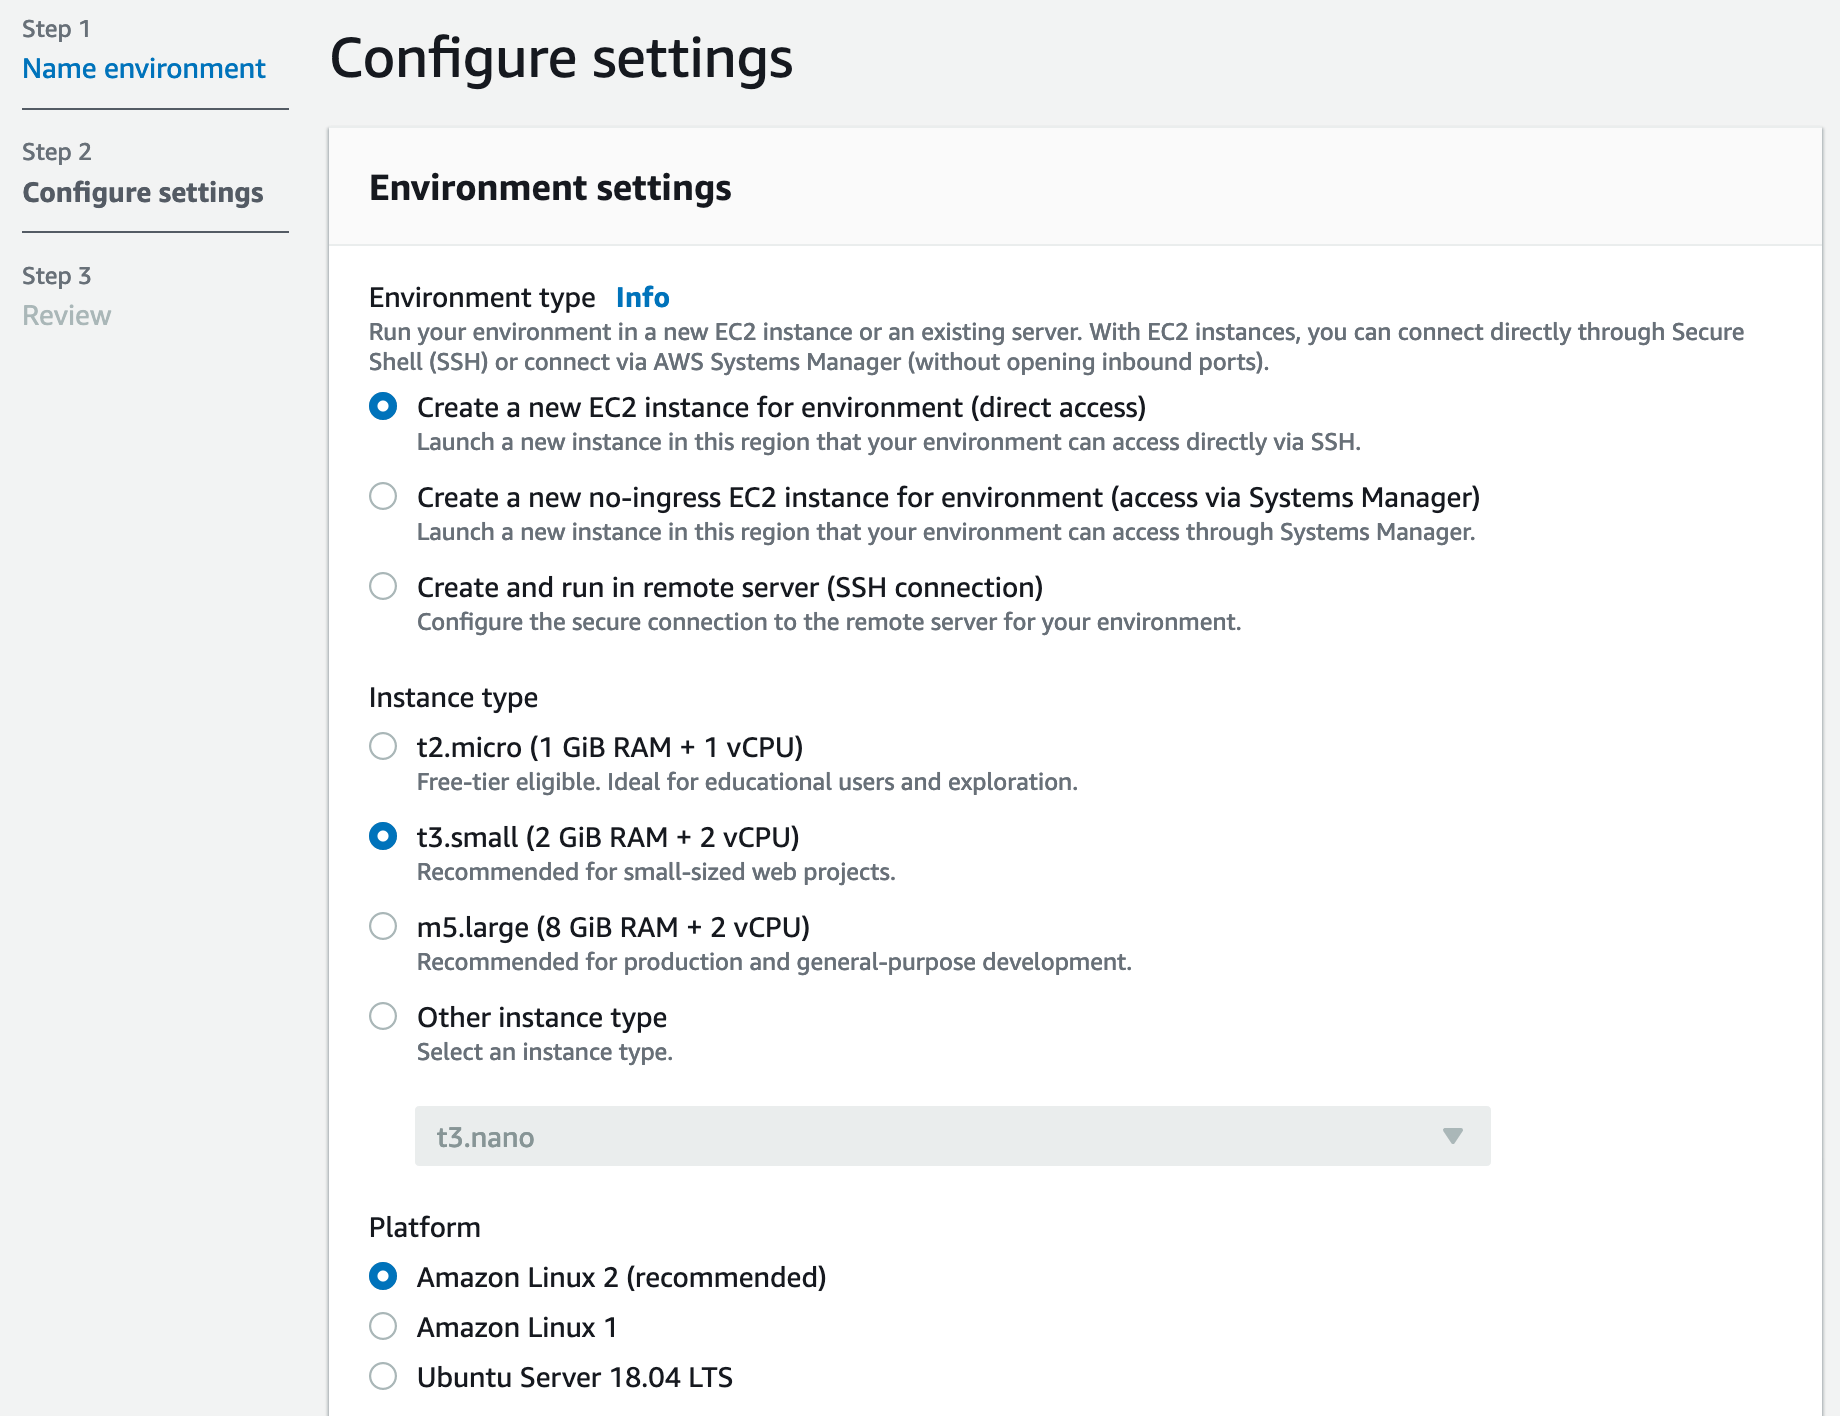 Step 1
Name environment
Step 2
Configure settings
Step 3
Review
Configure settings
Environment settings
Environment type Info
Run your environment in a new EC2 instance or an existing server. With EC2 instances, you can connect directly through Secure
Shell (SSH) or connect via AWS Systems Manager (without opening inbound ports).
Create a new EC2 instance for environment (direct access)
Launch a new instance in this region that your environment can access directly via SSH.
Create a new no-ingress EC2 instance for environment (access via Systems Manager)
Launch a new instance in this region that your environment can access through Systems Manager.
Create and run in remote server (SSH connection)
Configure the secure connection to the remote server for your environment.
Instance type
t2.micro (1 GiB RAM + 1 vCPU)
Free-tier eligible. Ideal for educational users and exploration.
t3.small (2 GiB RAM + 2 vCPU)
Recommended for small-sized web projects.
m5.large (8 GiB RAM + 2 vCPU)
Recommended for production and general-purpose development.
Other instance type
Select an instance type.
t3.nano
Platform
Amazon Linux 2 (recommended)
Amazon Linux 1
Ubuntu Server 18.04 LTS